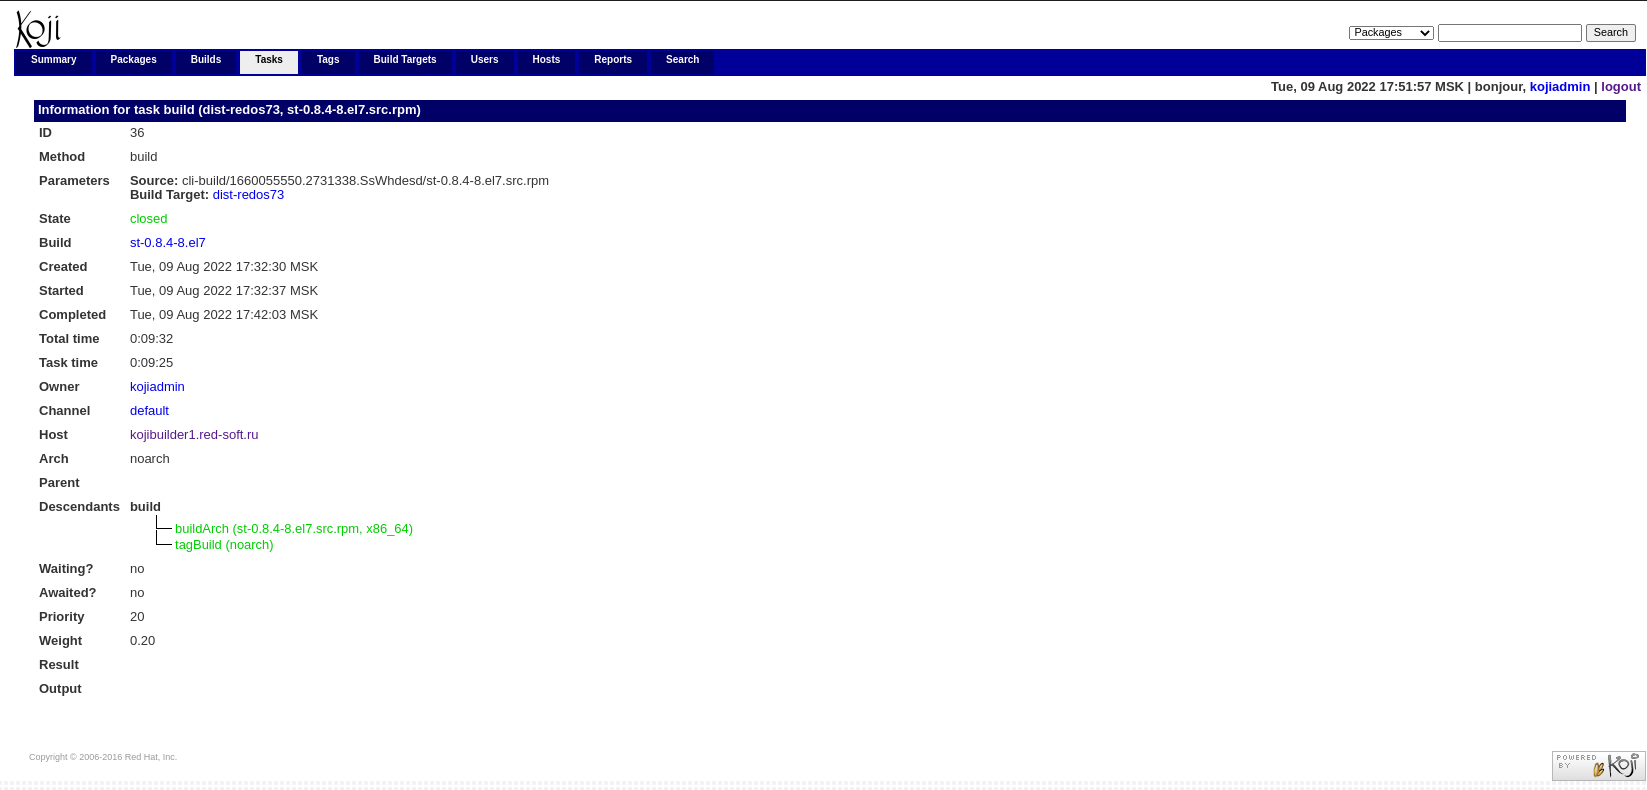 Koji
Packages Search
Summary Packages Builds Tasks Tags Build Targets Users Hosts Reports Search
Tue, 09 Aug 2022 17:51:57 MSK | bonjour, kojiadmin | logout
Information for task build (dist-redos73, st-0.8.4-8.el7.src.rpm)
ID 36
Method build
Parameters Source: cli-build/1660055550.2731338.SsWhdesd/st-0.8.4-8.el7.src.rpm
Build Target: dist-redos73
State closed
Build st-0.8.4-8.el7
Created Tue, 09 Aug 2022 17:32:30 MSK
Started Tue, 09 Aug 2022 17:32:37 MSK
Completed Tue, 09 Aug 2022 17:42:03 MSK
Total time 0:09:32
Task time 0:09:25
Owner kojiadmin
Channel default
Host kojibuilder1.red-soft.ru
Arch noarch
Parent
Descendants build
buildArch (st-0.8.4-8.el7.src.rpm, x86_64)
tagBuild (noarch)
Waiting? no
Awaited? no
Priority 20
Weight 0.20
Result
Output
Copyright © 2006-2016 Red Hat, Inc.
POWERED BY Koji